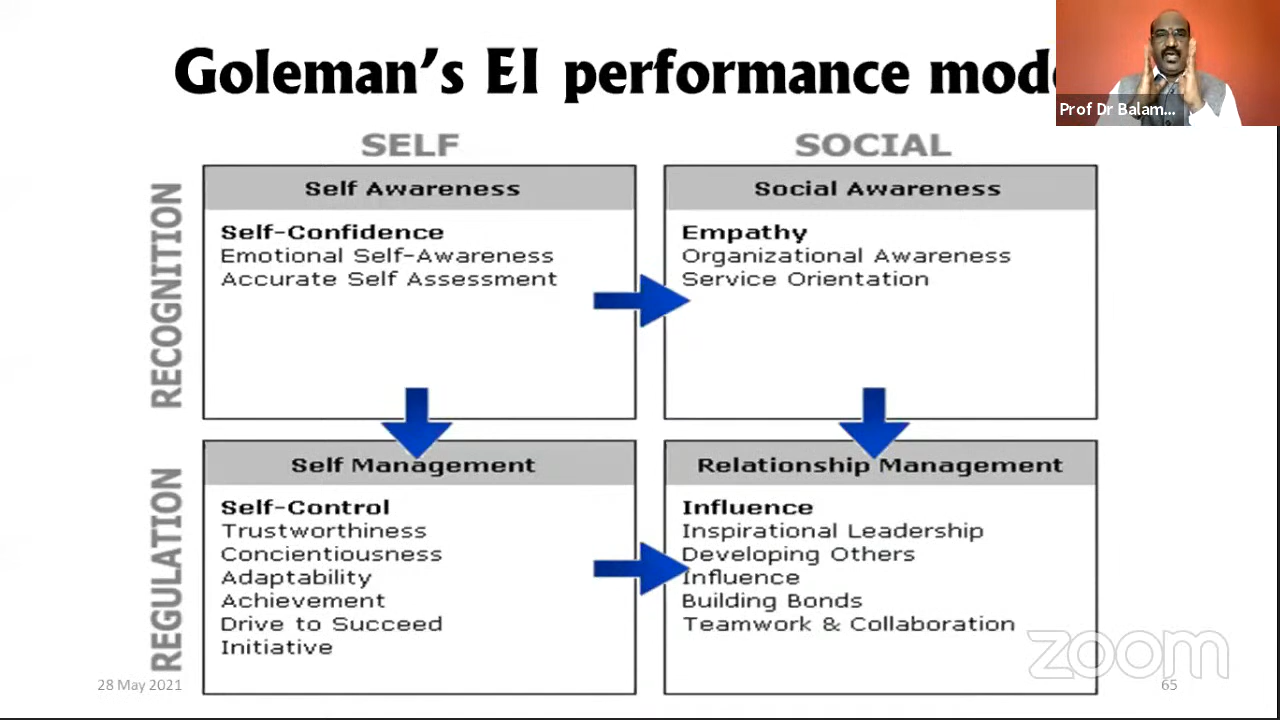 Goleman's EI performance mode
Prof Dr Balam...
SELF
SOCIAL
RECOGNITION
Self Awareness
Self-Confidence
Emotional Self-Awareness
Accurate Self Assessment
Social Awareness
Empathy
Organizational Awareness
Service Orientation
REGULATION
Self Management
Self-Control
Trustworthiness
Concientiousness
Adaptability
Achievement
Drive to Succeed
Initiative
Relationship Management
Influence
Inspirational Leadership
Developing Others
Influence
Building Bonds
Teamwork & Collaboration
zoom
28 May 2021
65